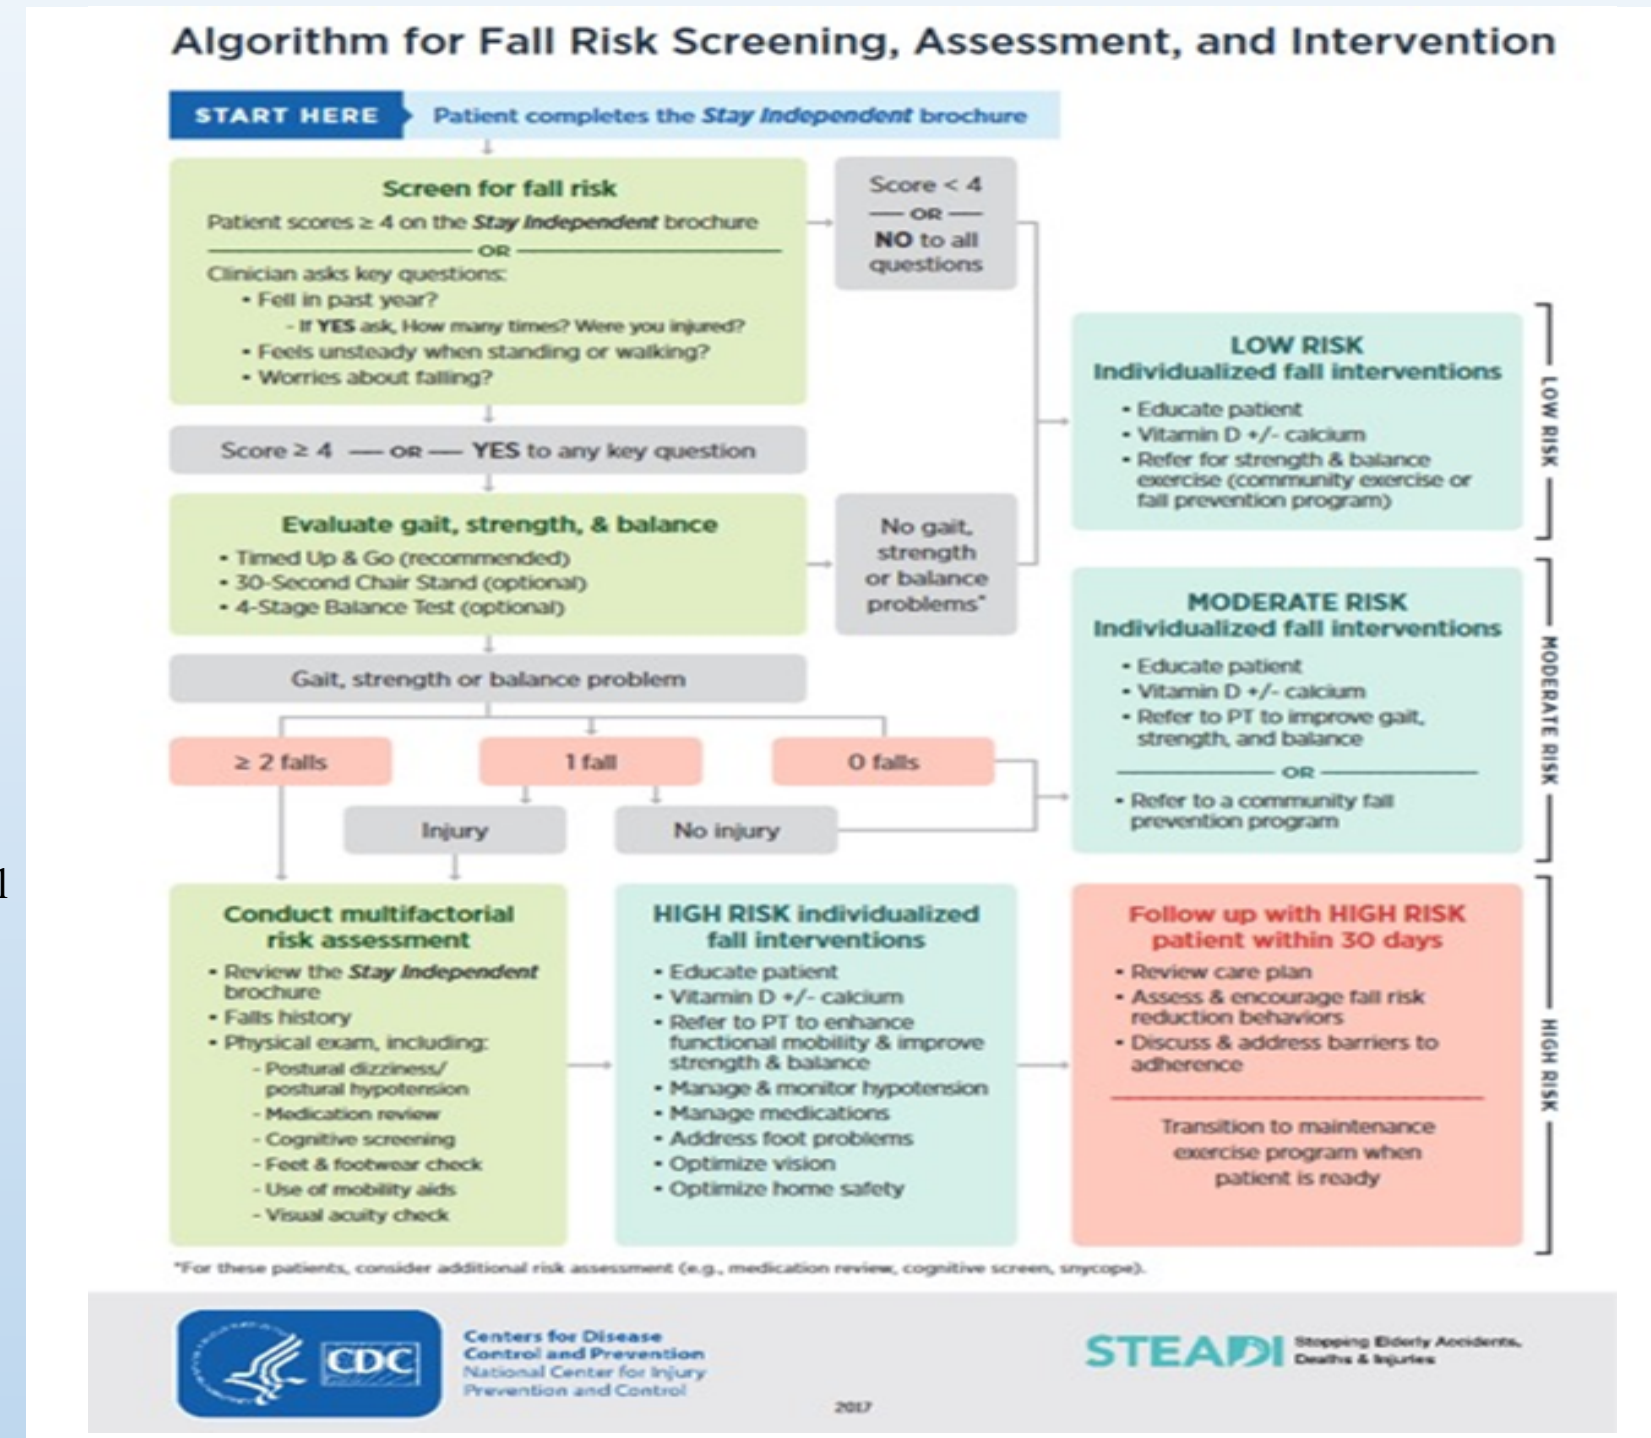 Algorithm for Fall Risk Screening, Assessment, and Intervention
START HERE
Patient completes the Stay Independent brochure
Screen for fall risk
Patient scores ≥ 4 on the Stay Independent brochure
OR
Clinician asks key questions:
• Fell in past year?
- If YES ask, How many times? Were you injured?
• Feels unsteady when standing or walking?
• Worries about falling?
Score < 4
OR
NO to all
questions
Score ≥ 4 — OR — YES to any key question
Evaluate gait, strength, & balance
• Timed Up & Go (recommended)
• 30-Second Chair Stand (optional)
• 4-Stage Balance Test (optional)
No gait,
strength
or balance
problems*
LOW RISK
Individualized fall interventions
• Educate patient
• Vitamin D +/- calcium
• Refer for strength & balance
exercise (community exercise or
fall prevention program)
LOW RISK
Gait, strength or balance problem
≥ 2 falls
1 fall
0 falls
Injury
No injury
MODERATE RISK
Individualized fall interventions
• Educate patient
• Vitamin D +/- calcium
• Refer to PT to improve gait,
strength, and balance
OR
• Refer to a community fall
prevention program
MODERATE RISK
l
Conduct multifactorial
risk assessment
• Review the Stay Independent
brochure
• Falls history
• Physical exam, including:
- Postural dizziness/
postural hypotension
- Medication review
- Cognitive screening
- Feet & footwear check
- Use of mobility aids
- Visual acuity check
HIGH RISK individualized
fall interventions
• Educate patient
• Vitamin D +/- calcium
• Refer to PT to enhance
functional mobility & improve
strength & balance
• Manage & monitor hypotension
• Manage medications
• Address foot problems
• Optimize vision
• Optimize home safety
Follow up with HIGH RISK
patient within 30 days
• Review care plan
• Assess & encourage fall risk
reduction behaviors
• Discuss & address barriers to
adherence
Transition to maintenance
exercise program when
patient is ready
HIGH RISK
*For these patients, consider additional risk assessment (e.g., medication review, cognitive screen, snycope).
CDC
Centers for Disease
Control and Prevention
National Center for Injury
Prevention and Control
2017
STEADI
Stopping Elderly Accidents,
Deaths & Injuries